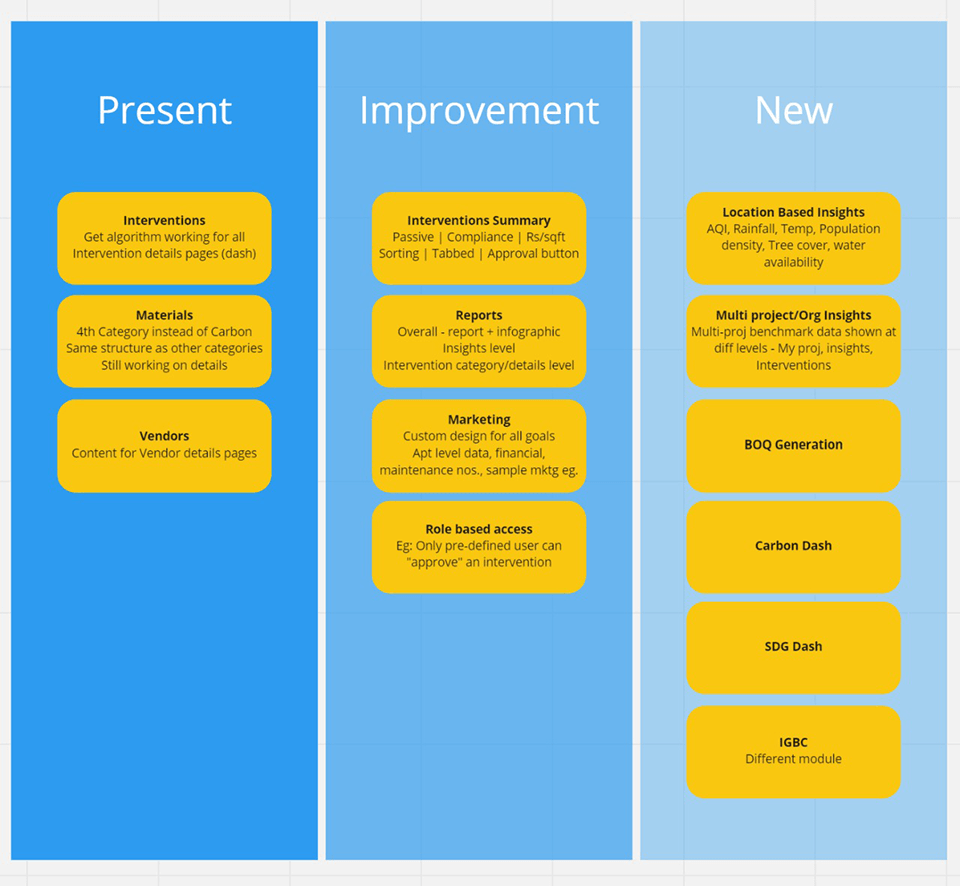 Present
Interventions
Get algorithm working for all
Intervention details pages (dash)
Materials
4th Category instead of Carbon
Same structure as other categories
Still working on details
Vendors
Content for Vendor details pages
Improvement
Interventions Summary
Passive | Compliance | Rs/sqft
Sorting | Tabbed | Approval button
Reports
Overall - report + infographic
Insights level
Intervention category/details level
Marketing
Custom design for all goals
Apt level data, financial,
maintenance nos., sample mktg eg.
Role based access
Eg: Only pre-defined user can
"approve" an intervention
New
Location Based Insights
AQI, Rainfall, Temp, Population
density, Tree cover, water
availability
Multi project/Org Insights
Multi-proj benchmark data shown at
diff levels - My proj, insights,
Interventions
BOQ Generation
Carbon Dash
SDG Dash
IGBC
Different module